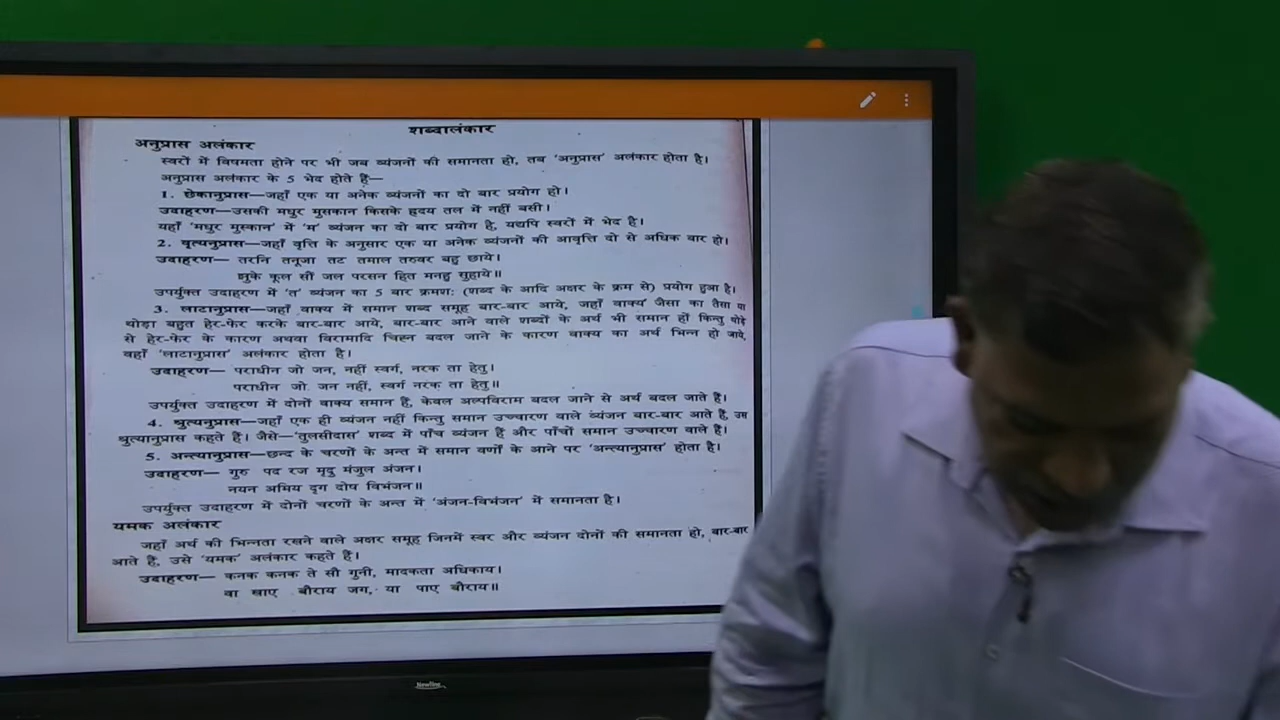 शब्दालंकार
अनुप्रास अलंकार
स्वरों में विषमता होने पर भी जब व्यंजनों की समानता हो, तब 'अनुप्रास' अलंकार होता है।
अनुप्रास अलंकार के 5 भेद होते हैं—
1. छेकानुप्रास—जहाँ एक या अनेक व्यंजनों का दो बार प्रयोग हो।
उदाहरण—उसकी मधुर मुसकान किसके हृदय तल में नहीं बसी।
यहाँ 'मधुर मुस्कान' में 'म' व्यंजन का दो बार प्रयोग है, यद्यपि स्वरों में भेद है।
2. वृत्यनुप्रास—जहाँ वृत्ति के अनुसार एक या अनेक व्यंजनों की आवृत्ति दो से अधिक बार हो।
उदाहरण— तरनि तनूजा तट तमाल तरुवर बहु छाये।
झुके कूल सौं जल परसन हित मनहु सुहाये॥
उपर्युक्त उदाहरण में 'त' व्यंजन का 5 बार क्रमशः (शब्द के आदि अक्षर के क्रम से) प्रयोग हुआ है।
3. लाटानुप्रास—जहाँ वाक्य में समान शब्द समूह बार-बार आये, जहाँ वाक्य जैसा का तैसा या
थोड़ा बहुत हेर-फेर करके बार-बार आये, बार-बार आने वाले शब्दों के अर्थ भी समान हों किन्तु थोड़े
से हेर-फेर के कारण अथवा विरामादि चिह्न बदल जाने के कारण वाक्य का अर्थ भिन्न हो जाये,
वहाँ 'लाटानुप्रास' अलंकार होता है।
उदाहरण— पराधीन जो जन, नहीं स्वर्ग, नरक ता हेतु।
पराधीन जो जन नहीं, स्वर्ग नरक ता हेतु॥
उपर्युक्त उदाहरण में दोनों वाक्य समान हैं, केवल अल्पविराम बदल जाने से अर्थ बदल जाते हैं।
4. श्रुत्यानुप्रास—जहाँ एक ही व्यंजन नहीं किन्तु समान उच्चारण वाले व्यंजन बार-बार आते हैं, उसे
श्रुत्यानुप्रास कहते हैं। जैसे—'तुलसीदास' शब्द में पाँच व्यंजन हैं और पाँचों समान उच्चारण वाले हैं।
5. अन्त्यानुप्रास—छन्द के चरणों के अन्त में समान वर्णों के आने पर 'अन्त्यानुप्रास' होता है।
उदाहरण— गुरु पद रज मृदु मंजुल अंजन।
नयन अमिय दृग दोष विभंजन॥
उपर्युक्त उदाहरण में दोनों चरणों के अन्त में 'अंजन-विभंजन' में समानता है।
यमक अलंकार
जहाँ अर्थ की भिन्नता रखने वाले अक्षर समूह जिनमें स्वर और व्यंजन दोनों की समानता हो, बार-बार
आते हैं, उसे 'यमक' अलंकार कहते हैं।
उदाहरण— कनक कनक ते सौ गुनी, मादकता अधिकाय।
वा खाए बौराय जग, या पाए बौराय॥
Newline